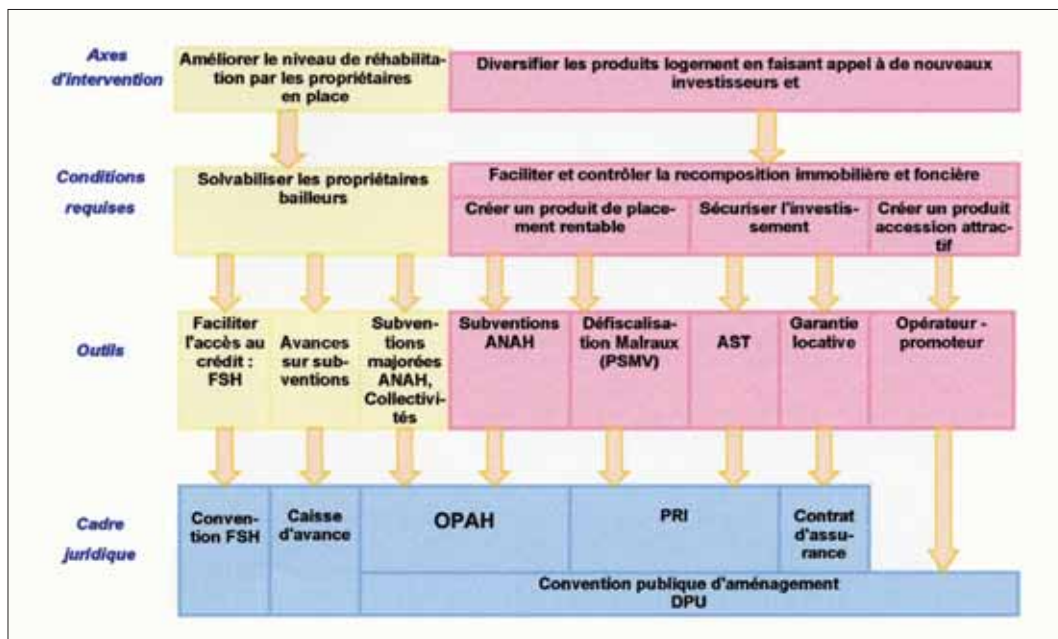 Axes
d'intervention
Améliorer le niveau de réhabilita-
tion par les propriétaires
en place
Diversifier les produits logement en faisant appel à de nouveaux
investisseurs et
Conditions
requises
Solvabiliser les propriétaires
bailleurs
Faciliter et contrôler la recomposition immobilière et foncière
Créer un produit de place-
ment rentable
Sécuriser l'investis-
sement
Créer un produit
accession attrac-
tif
Outils
Faciliter
l'accès au
crédit :
FSH
Avances
sur sub-
ventions
Subven-
tions
majorées
ANAH,
Collectivi-
tés
Subventions
ANAH
Défiscalisa-
tion Malraux
(PSMV)
AST
Garantie
locative
Opérateur -
promoteur
Cadre
juridique
Conven-
tion FSH
Caisse
d'avance
OPAH
PRI
Contrat
d'assu-
rance
Convention publique d'aménagement
DPU